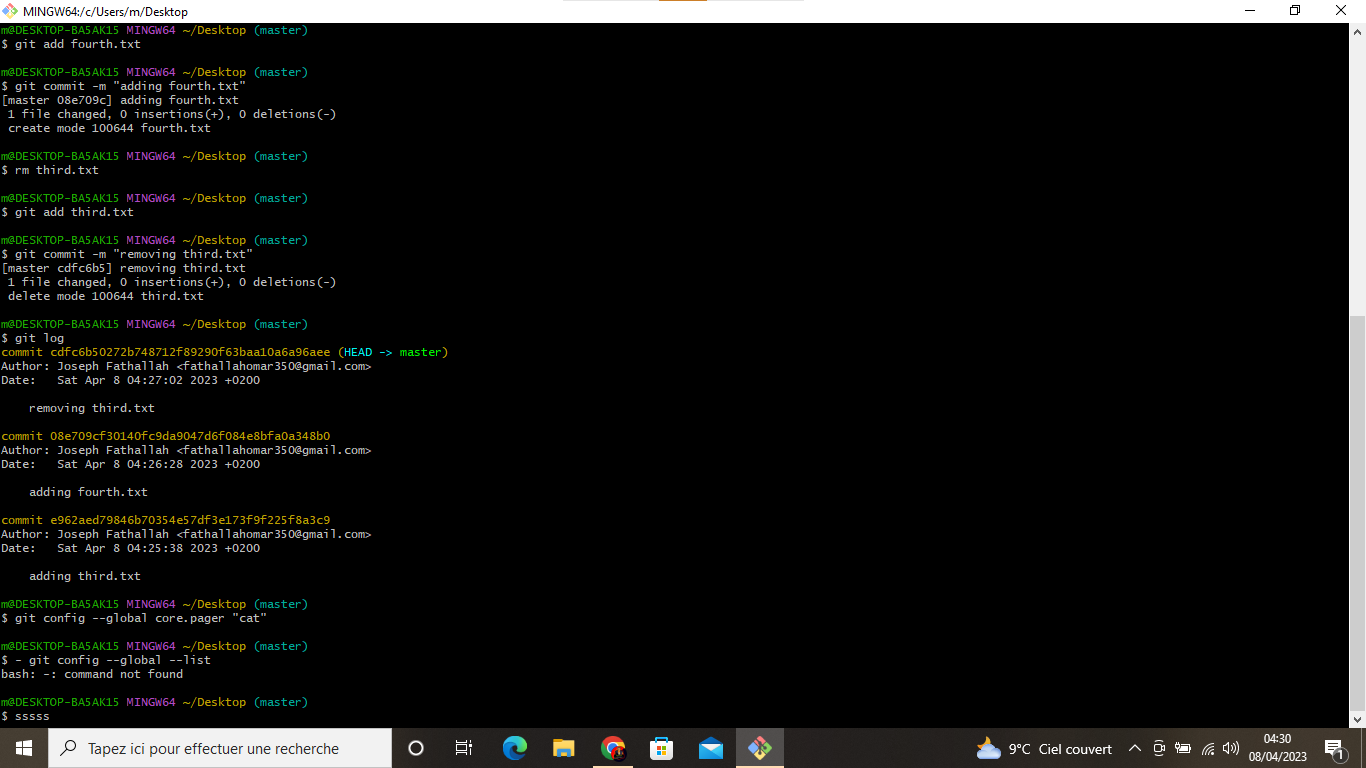 MINGW64:/c/Users/m/Desktop
m@DESKTOP-BA5AK15 MINGW64 ~/Desktop (master)
$ git add fourth.txt
m@DESKTOP-BA5AK15 MINGW64 ~/Desktop (master)
$ git commit -m "adding fourth.txt"
[master 08e709c] adding fourth.txt
 1 file changed, 0 insertions(+), 0 deletions(-)
 create mode 100644 fourth.txt
m@DESKTOP-BA5AK15 MINGW64 ~/Desktop (master)
$ rm third.txt
m@DESKTOP-BA5AK15 MINGW64 ~/Desktop (master)
$ git add third.txt
m@DESKTOP-BA5AK15 MINGW64 ~/Desktop (master)
$ git commit -m "removing third.txt"
[master cdfc6b5] removing third.txt
 1 file changed, 0 insertions(+), 0 deletions(-)
 delete mode 100644 third.txt
m@DESKTOP-BA5AK15 MINGW64 ~/Desktop (master)
$ git log
commit cdfc6b50272b748712f89290f63baa10a6a96aee (HEAD -> master)
Author: Joseph Fathallah <fathallahomar350@gmail.com>
Date:   Sat Apr 8 04:27:02 2023 +0200
    removing third.txt
commit 08e709cf30140fc9da9047d6f084e8bfa0a348b0
Author: Joseph Fathallah <fathallahomar350@gmail.com>
Date:   Sat Apr 8 04:26:28 2023 +0200
    adding fourth.txt
commit e962aed79846b70354e57df3e173f9f225f8a3c9
Author: Joseph Fathallah <fathallahomar350@gmail.com>
Date:   Sat Apr 8 04:25:38 2023 +0200
    adding third.txt
m@DESKTOP-BA5AK15 MINGW64 ~/Desktop (master)
$ git config --global core.pager "cat"
m@DESKTOP-BA5AK15 MINGW64 ~/Desktop (master)
$ - git config --global --list
bash: -: command not found
m@DESKTOP-BA5AK15 MINGW64 ~/Desktop (master)
$ sssss
Tapez ici pour effectuer une recherche
9°C Ciel couvert
04:30
08/04/2023
1